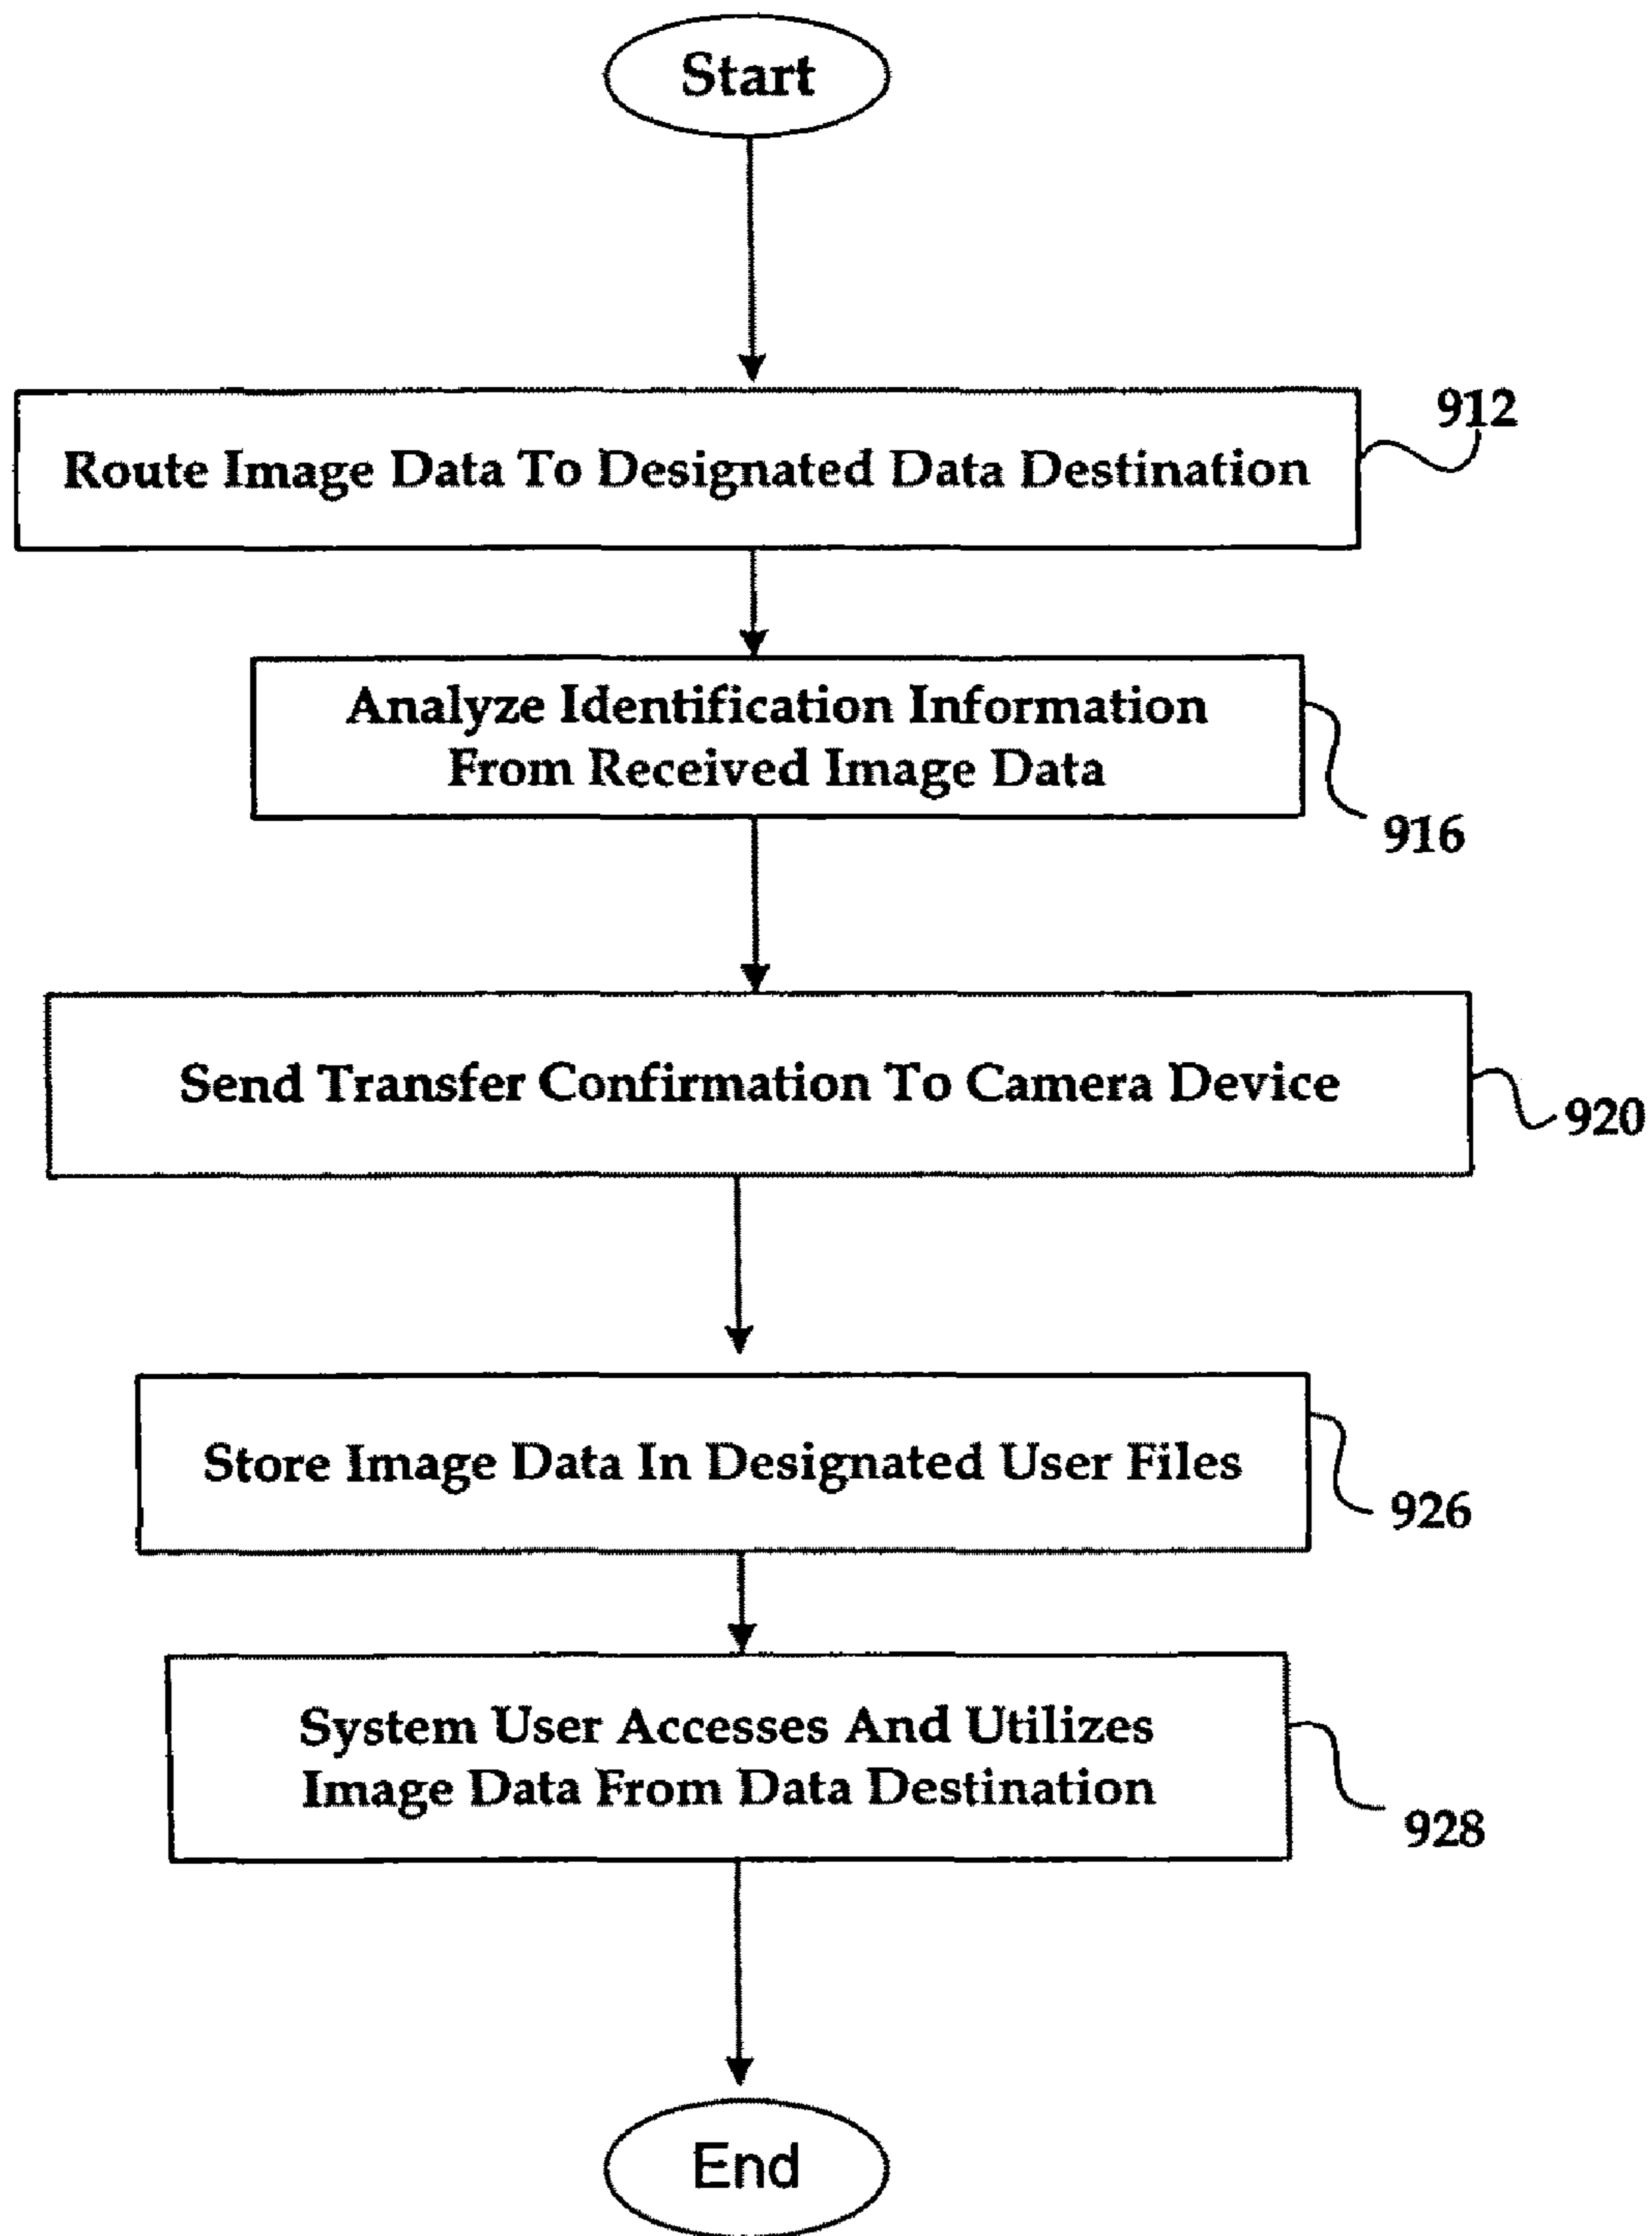 Start
912
Route Image Data To Designated Data Destination
Analyze Identification Information
From Received Image Data
916
Send Transfer Confirmation To Camera Device
920
Store Image Data In Designated User Files
926
System User Accesses And Utilizes
Image Data From Data Destination
928
End